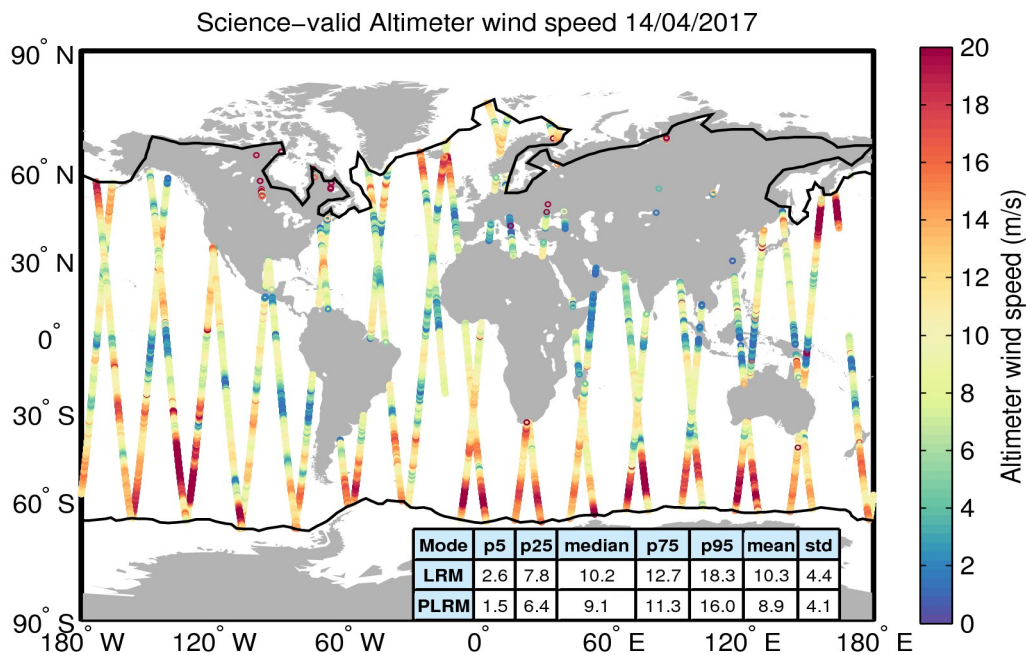 Science−valid Altimeter wind speed 14/04/2017
90° N
60° N
30° N
0°
30° S
60° S
90° S
180° W
120° W
60° W
0°
60° E
120° E
180° E
Mode p5 p25 median p75 p95 mean std
LRM 2.6 7.8 10.2 12.7 18.3 10.3 4.4
PLRM 1.5 6.4 9.1 11.3 16.0 8.9 4.1
20
18
16
14
12
10
8
6
4
2
0
Altimeter wind speed (m/s)